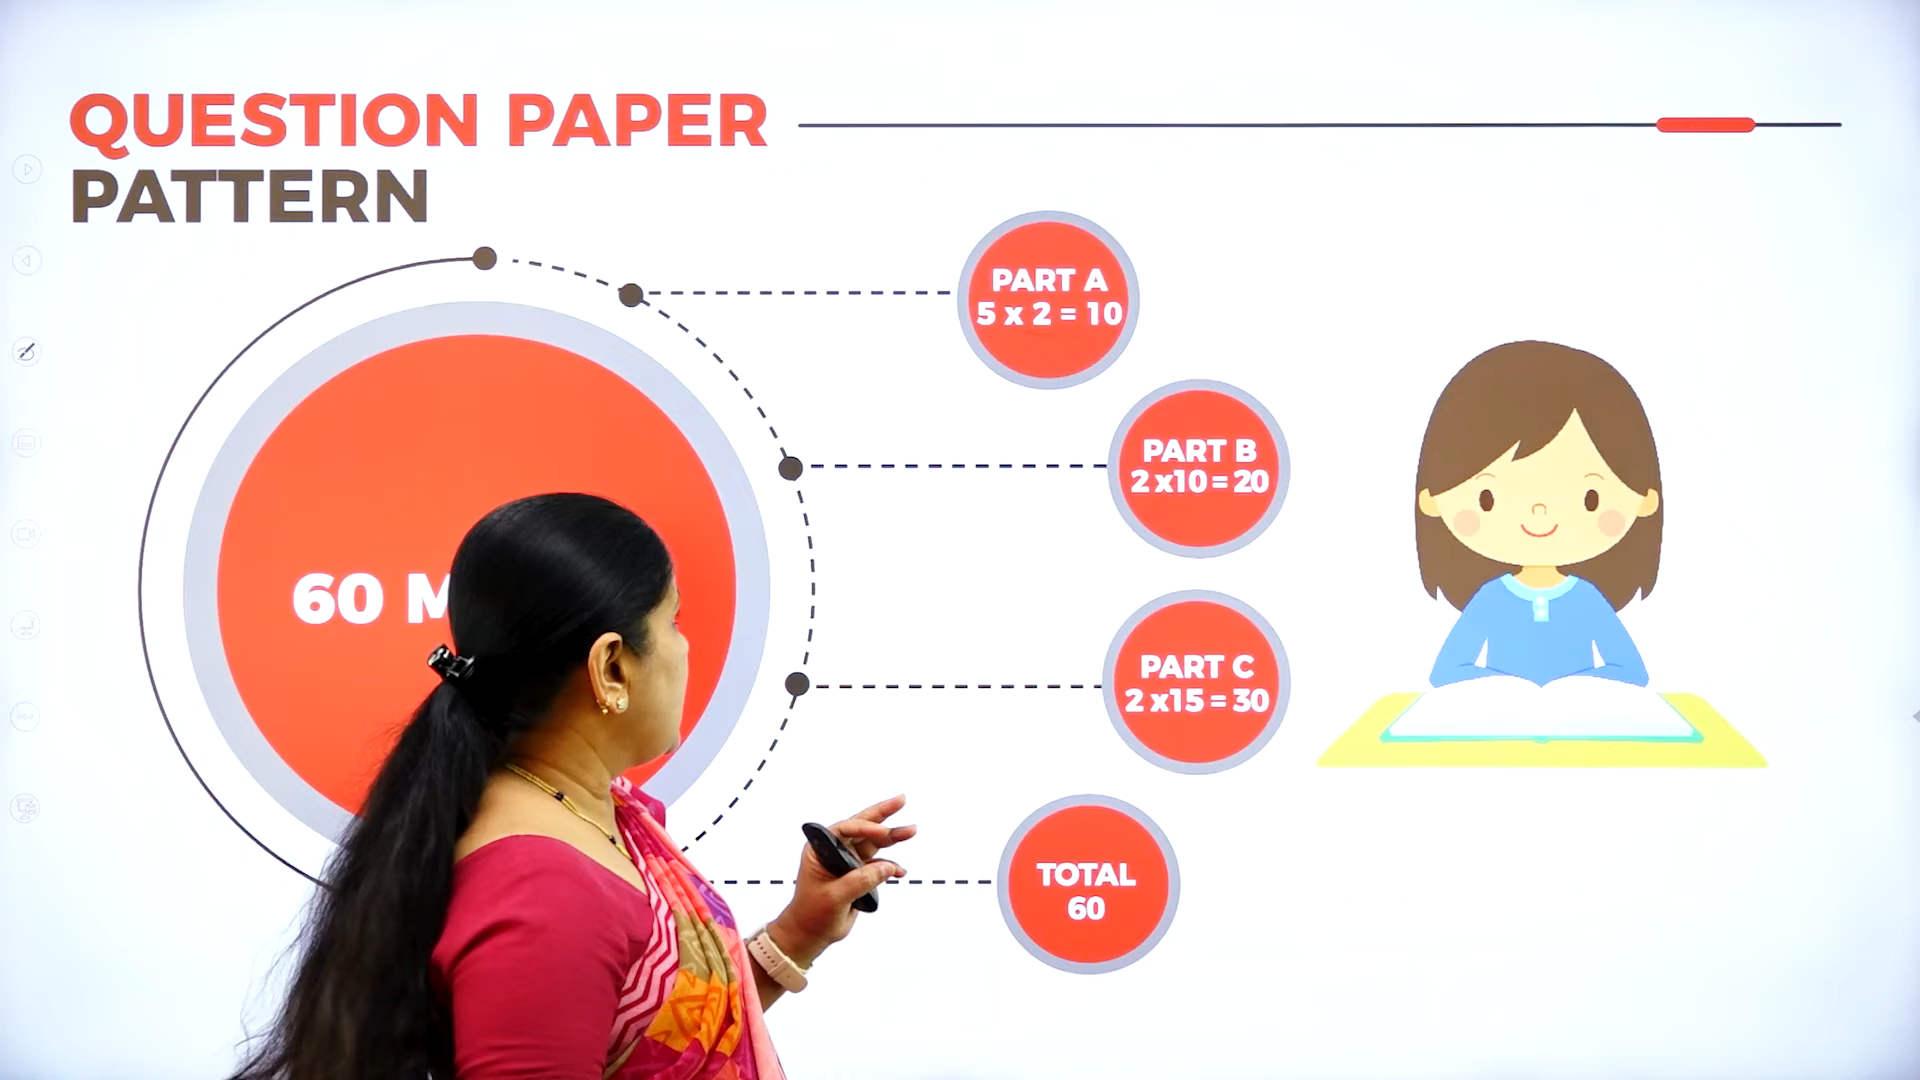 QUESTION PAPER
PATTERN
PART A
5 x 2 = 10
PART B
2 x10 = 20
60 M
PART C
2 x15 = 30
TOTAL
60